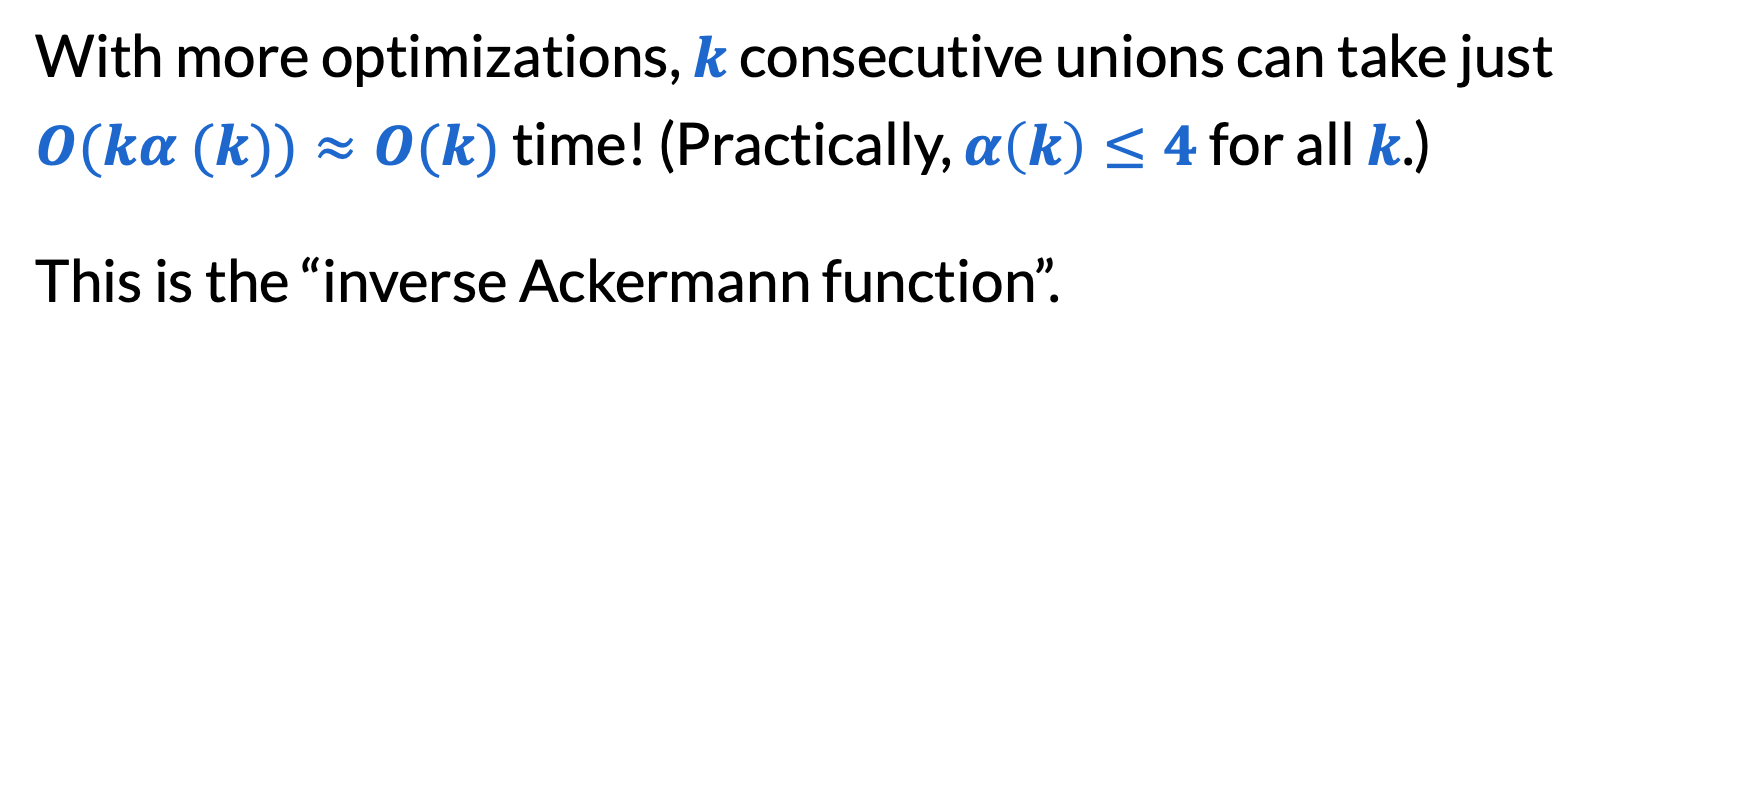 With more optimizations, k consecutive unions can take just
O(kα (k)) ≈ O(k) time! (Practically, α(k) ≤ 4 for all k.)
This is the “inverse Ackermann function”.